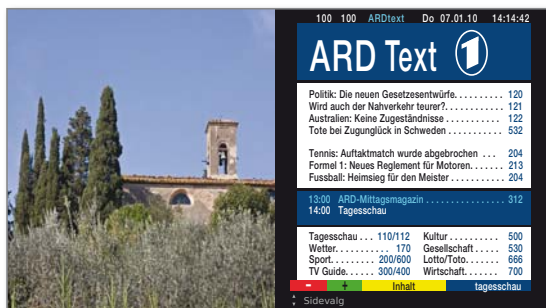 100 100 ARDtext Do 07.01.10 14:14:42
ARD Text 1
Politik: Die neuen Gesetzesentwürfe. . . . . . . . . . 120
Wird auch der Nahverkehr teurer?. . . . . . . . . . . 121
Australien: Keine Zugeständnisse . . . . . . . . . . . 122
Tote bei Zugunglück in Schweden . . . . . . . . . . 532
Tennis: Auftaktmatch wurde abgebrochen . . . 204
Formel 1: Neues Reglement für Motoren. . . . . . . 213
Fussball: Heimsieg für den Meister . . . . . . . . . . 204
13:00 ARD-Mittagsmagazin . . . . . . . . . . . . . . . 312
14:00 Tagesschau
Tagesschau . . . 110/112 Kultur . . . . . 500
Wetter. . . . . . . . . 170 Gesellschaft . . . . 530
Sport. . . . . . . 200/600 Lotto/Toto. . . . . 666
TV Guide. . . . . 300/400 Wirtschaft. . . . . 700
- + Inhalt tagesschau
Sidevalg